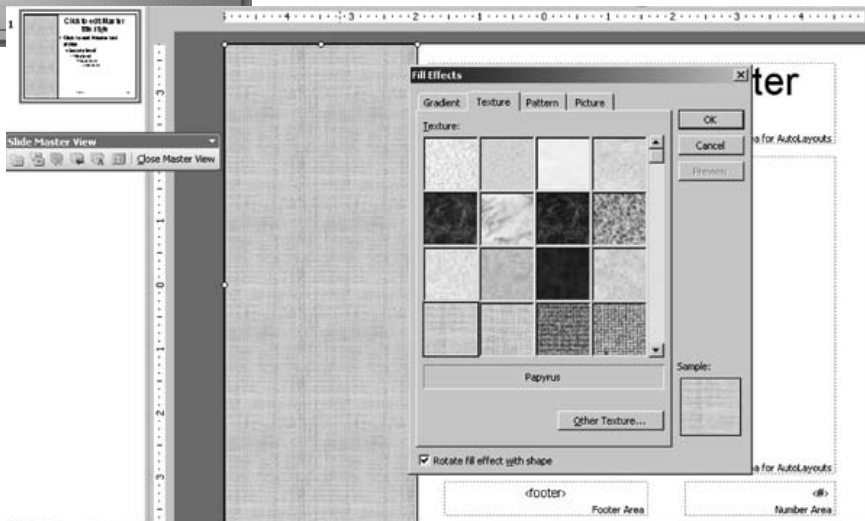 1
Click to edit Master
title style
Slide Master View
Close Master View
Fill Effects
Gradient
Texture
Pattern
Picture
Texture:
OK
Cancel
Preview
Papyrus
Other Texture...
Sample:
Rotate fill effect with shape
ter
a for AutoLayouts
a for AutoLayouts
<footer>
Footer Area
<#>
Number Area